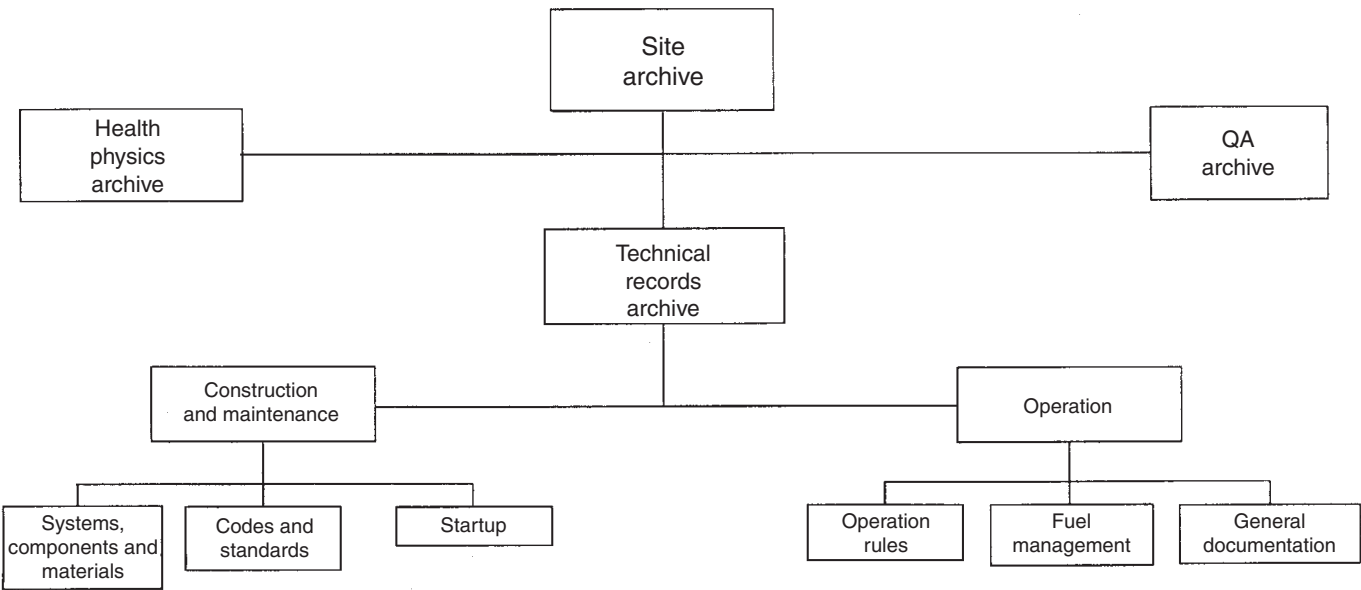 Site
archive
Health
physics
archive
QA
archive
Technical
records
archive
Construction
and maintenance
Operation
Systems,
components and
materials
Codes and
standards
Startup
Operation
rules
Fuel
management
General
documentation